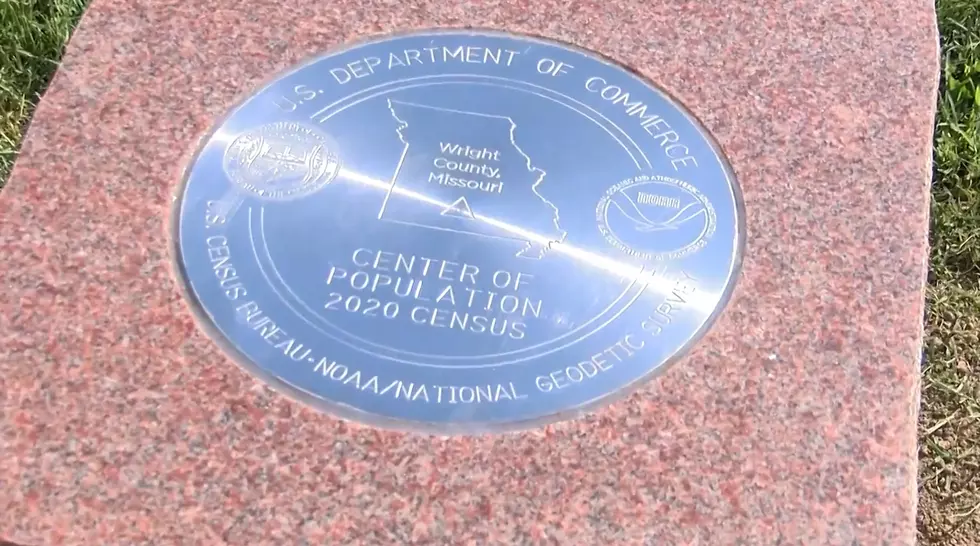 U.S. DEPARTMENT OF COMMERCE
Wright
County,
Missouri
CENTER OF
POPULATION
2020 CENSUS
U.S. CENSUS BUREAU-NOAA/NATIONAL GEODETIC SURVEY